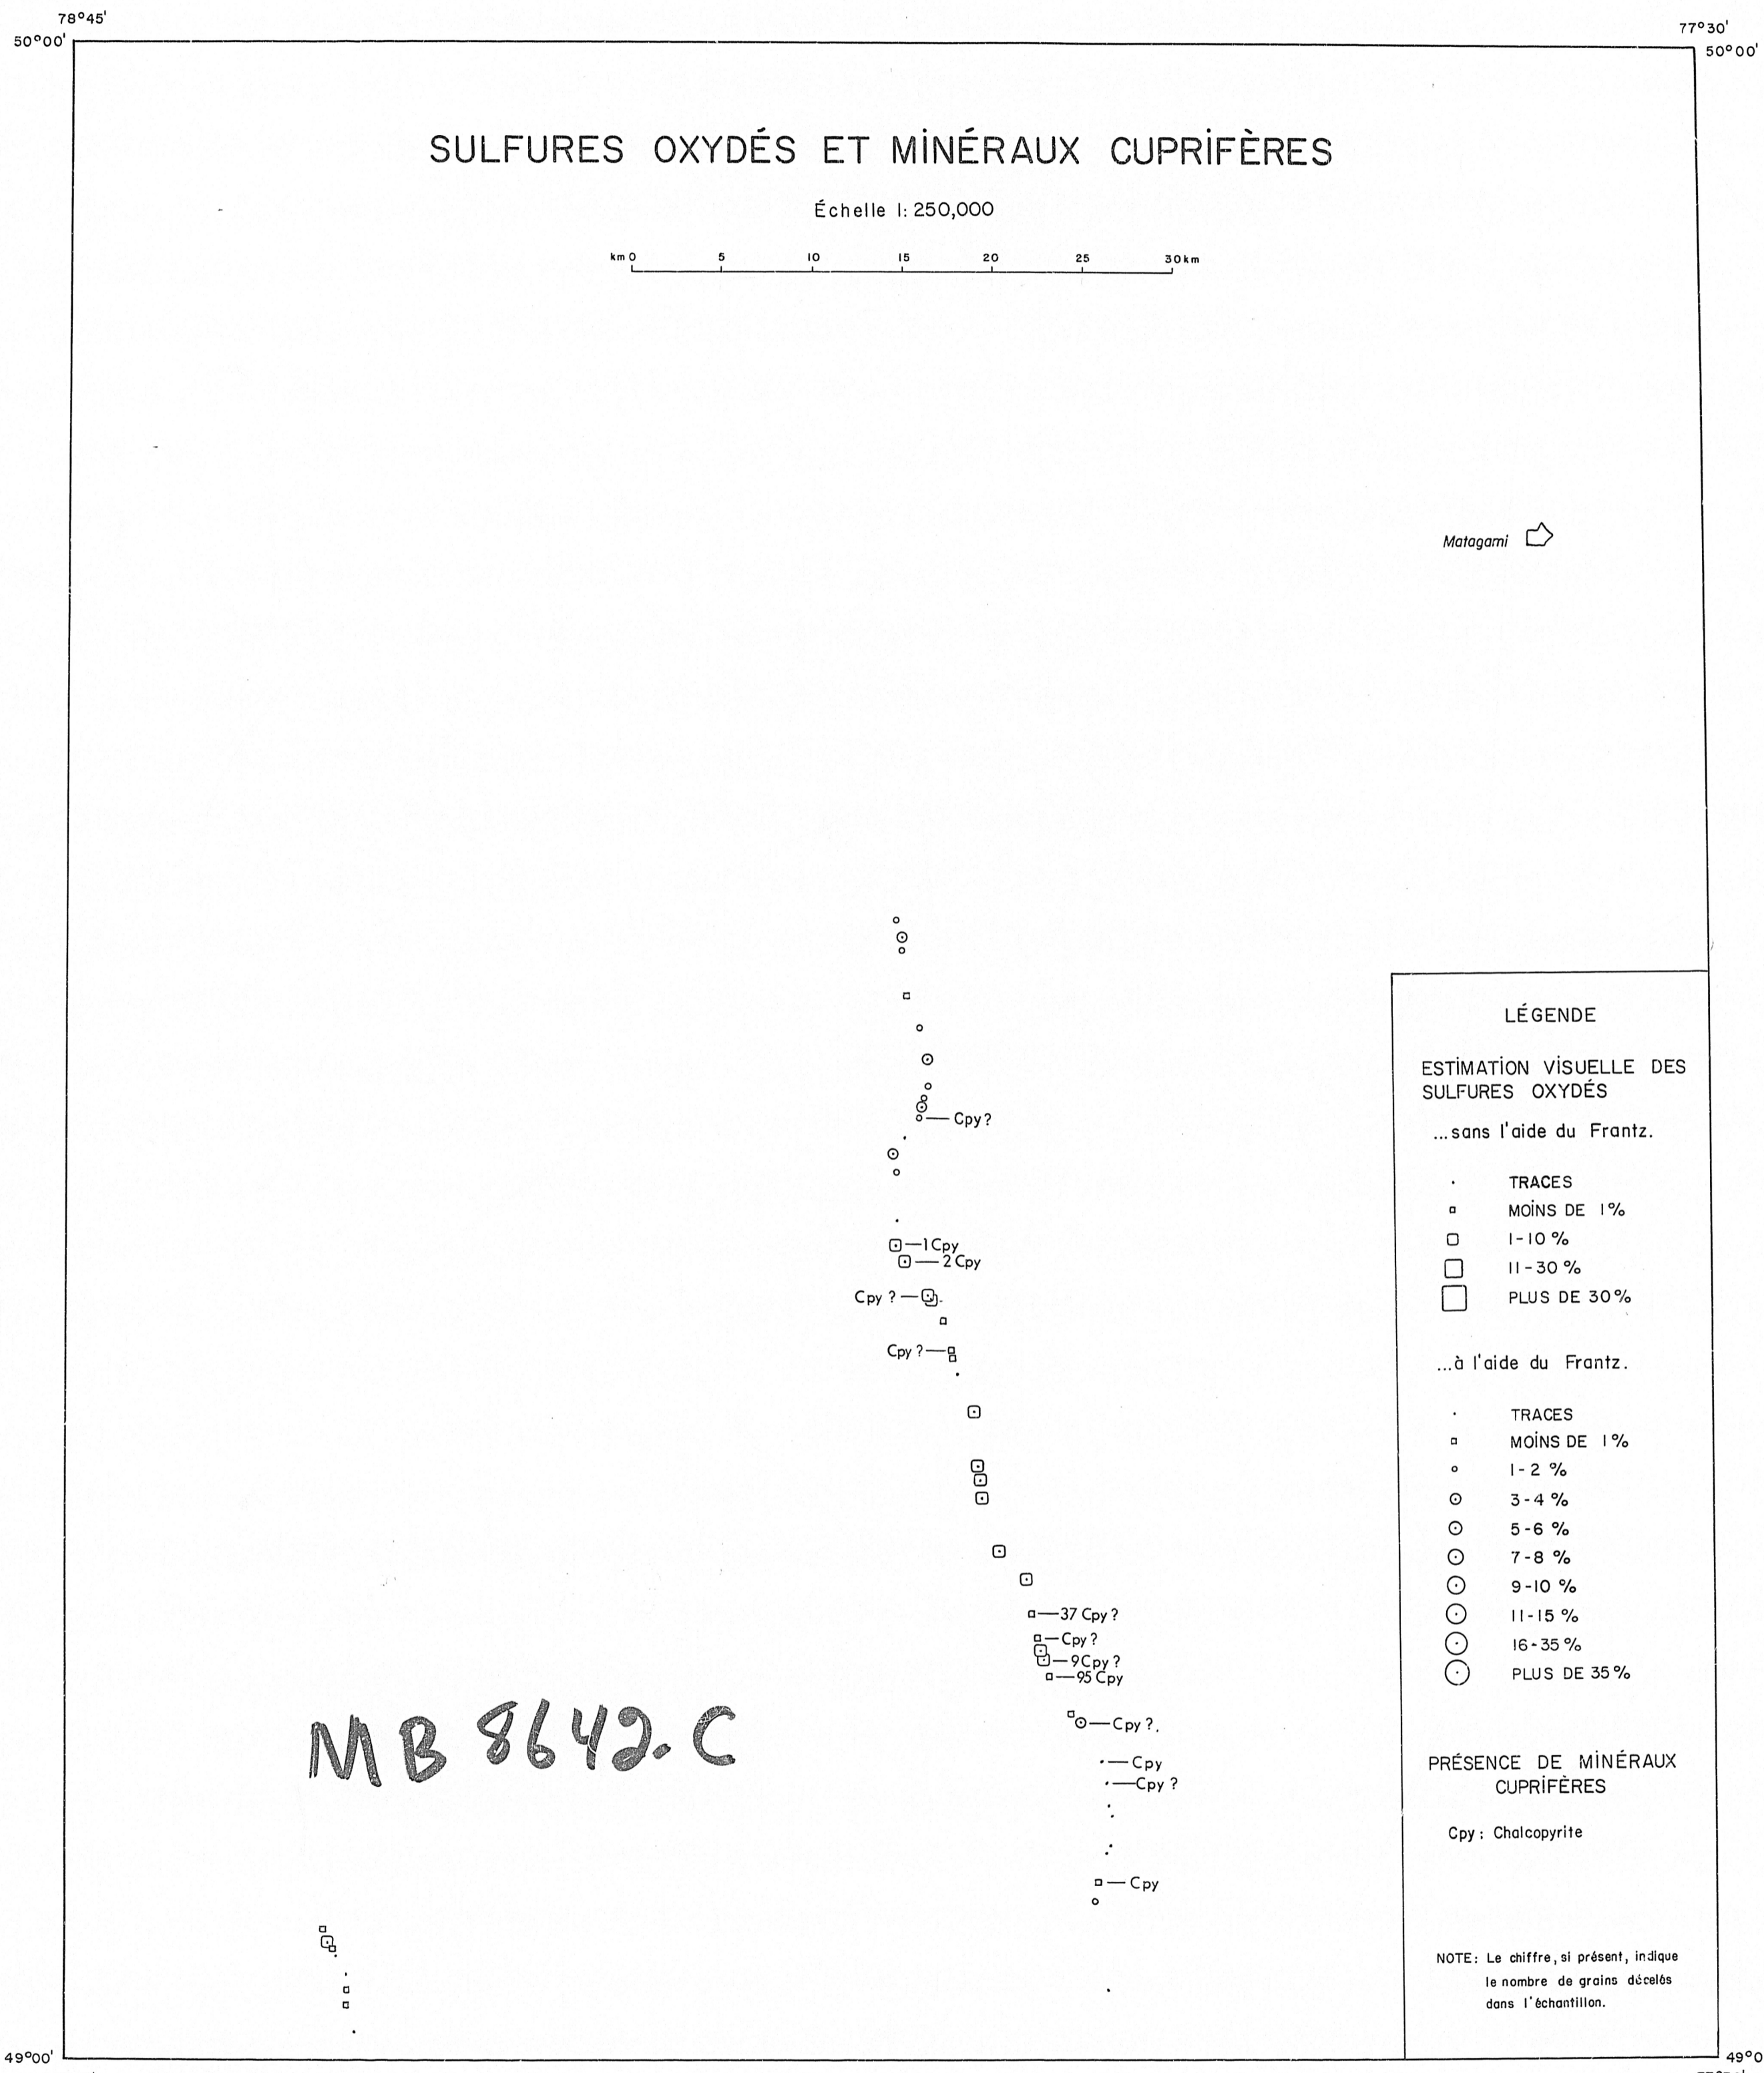 78°45'
77°30'
50°00'
50°00'
SULFURES OXYDÉS ET MINÉRAUX CUPRIFÈRES
Échelle 1: 250,000
km 0 5 10 15 20 25 30 km
Matagami
Cpy ?
1 Cpy
2 Cpy
Cpy ?
Cpy ?
37 Cpy ?
Cpy ?
9 Cpy ?
95 Cpy
Cpy ?
Cpy
Cpy ?
Cpy
MB 8642.C
LÉGENDE
ESTIMATION VISUELLE DES
SULFURES OXYDÉS
...sans l'aide du Frantz.
TRACES
MOINS DE 1%
1-10 %
11-30 %
PLUS DE 30%
...à l'aide du Frantz.
TRACES
MOINS DE 1%
1-2 %
3-4 %
5-6 %
7-8 %
9-10 %
11-15 %
16-35 %
PLUS DE 35%
PRÉSENCE DE MINÉRAUX
CUPRIFÈRES
Cpy : Chalcopyrite
NOTE: Le chiffre, si présent, indique
le nombre de grains décelés
dans l'échantillon.
49°00'
49°0